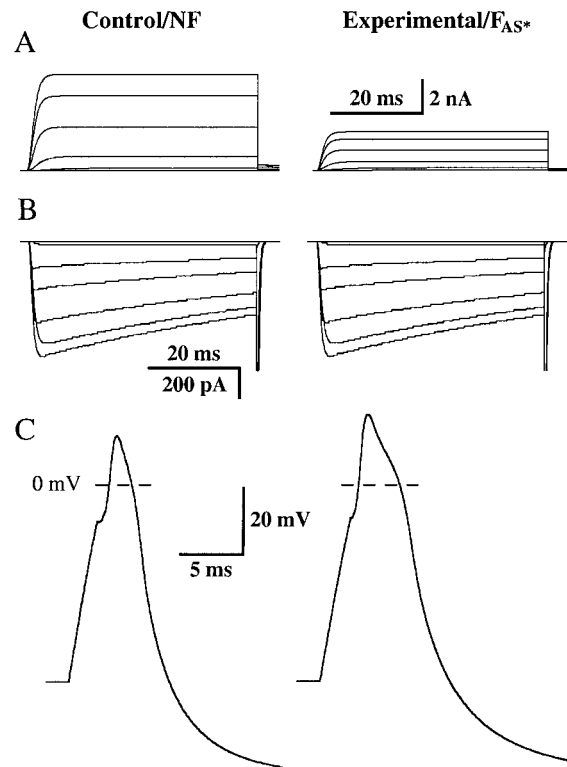 Control/NF
Experimental/FAS*
A
20 ms
2 nA
B
20 ms
200 pA
C
0 mV
20 mV
5 ms